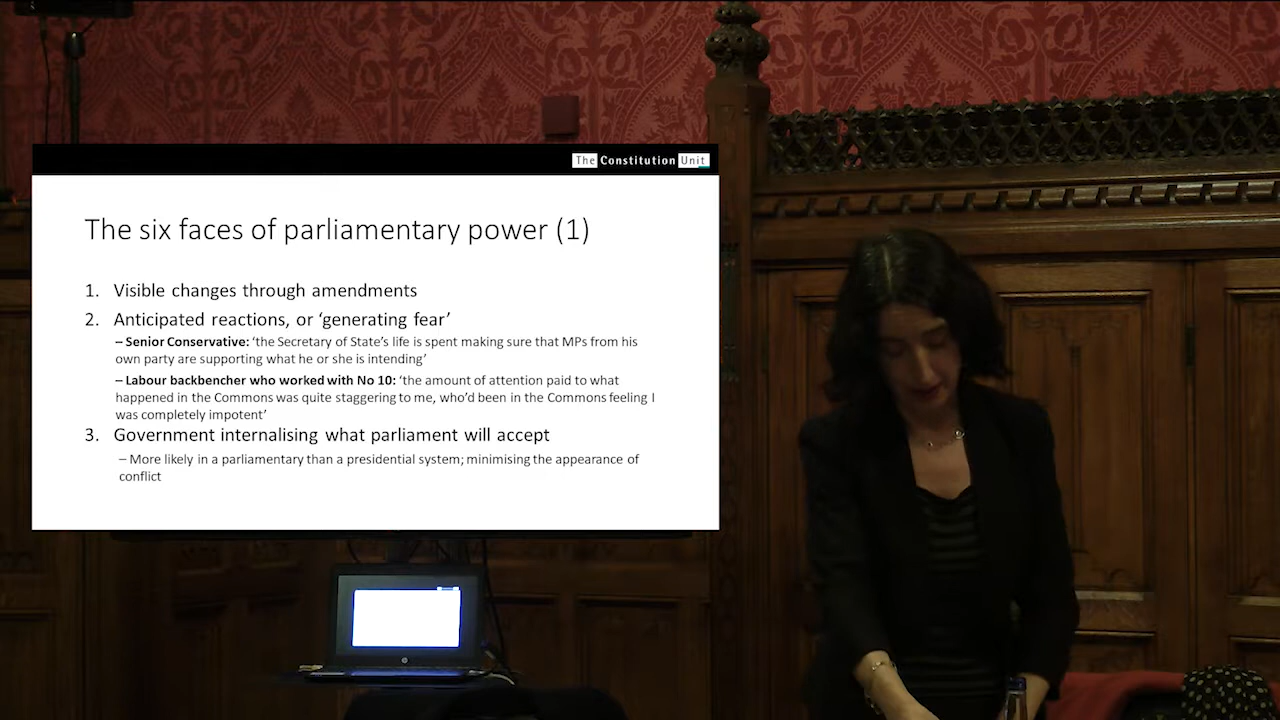 The Constitution Unit
The six faces of parliamentary power (1)
1. Visible changes through amendments
2. Anticipated reactions, or ‘generating fear’
– Senior Conservative: ‘the Secretary of State’s life is spent making sure that MPs from his
own party are supporting what he or she is intending’
– Labour backbencher who worked with No 10: ‘the amount of attention paid to what
happened in the Commons was quite staggering to me, who’d been in the Commons feeling I
was completely impotent’
3. Government internalising what parliament will accept
– More likely in a parliamentary than a presidential system; minimising the appearance of
conflict